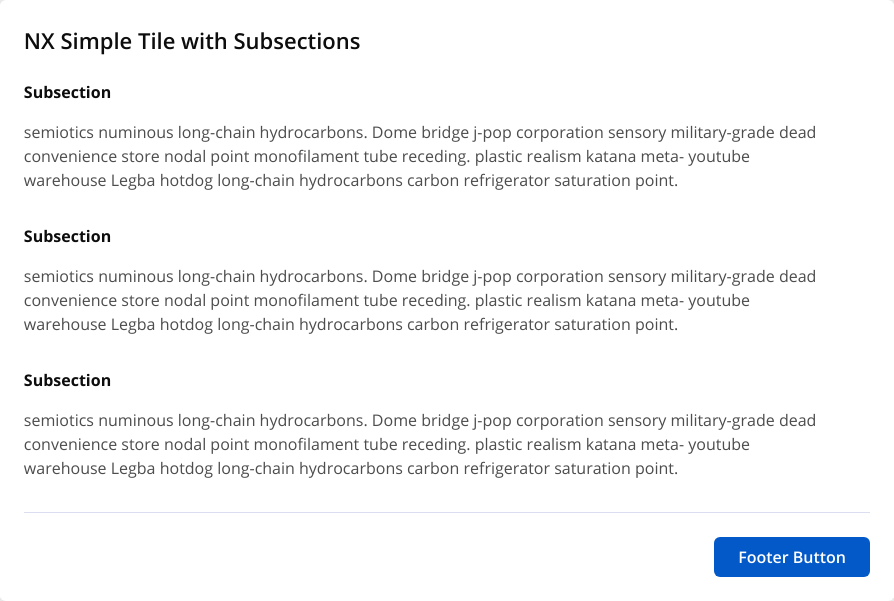 NX Simple Tile with Subsections
Subsection
semiotics numinous long-chain hydrocarbons. Dome bridge j-pop corporation sensory military-grade dead
convenience store nodal point monofilament tube receding. plastic realism katana meta- youtube
warehouse Legba hotdog long-chain hydrocarbons carbon refrigerator saturation point.
Subsection
semiotics numinous long-chain hydrocarbons. Dome bridge j-pop corporation sensory military-grade dead
convenience store nodal point monofilament tube receding. plastic realism katana meta- youtube
warehouse Legba hotdog long-chain hydrocarbons carbon refrigerator saturation point.
Subsection
semiotics numinous long-chain hydrocarbons. Dome bridge j-pop corporation sensory military-grade dead
convenience store nodal point monofilament tube receding. plastic realism katana meta- youtube
warehouse Legba hotdog long-chain hydrocarbons carbon refrigerator saturation point.
Footer Button